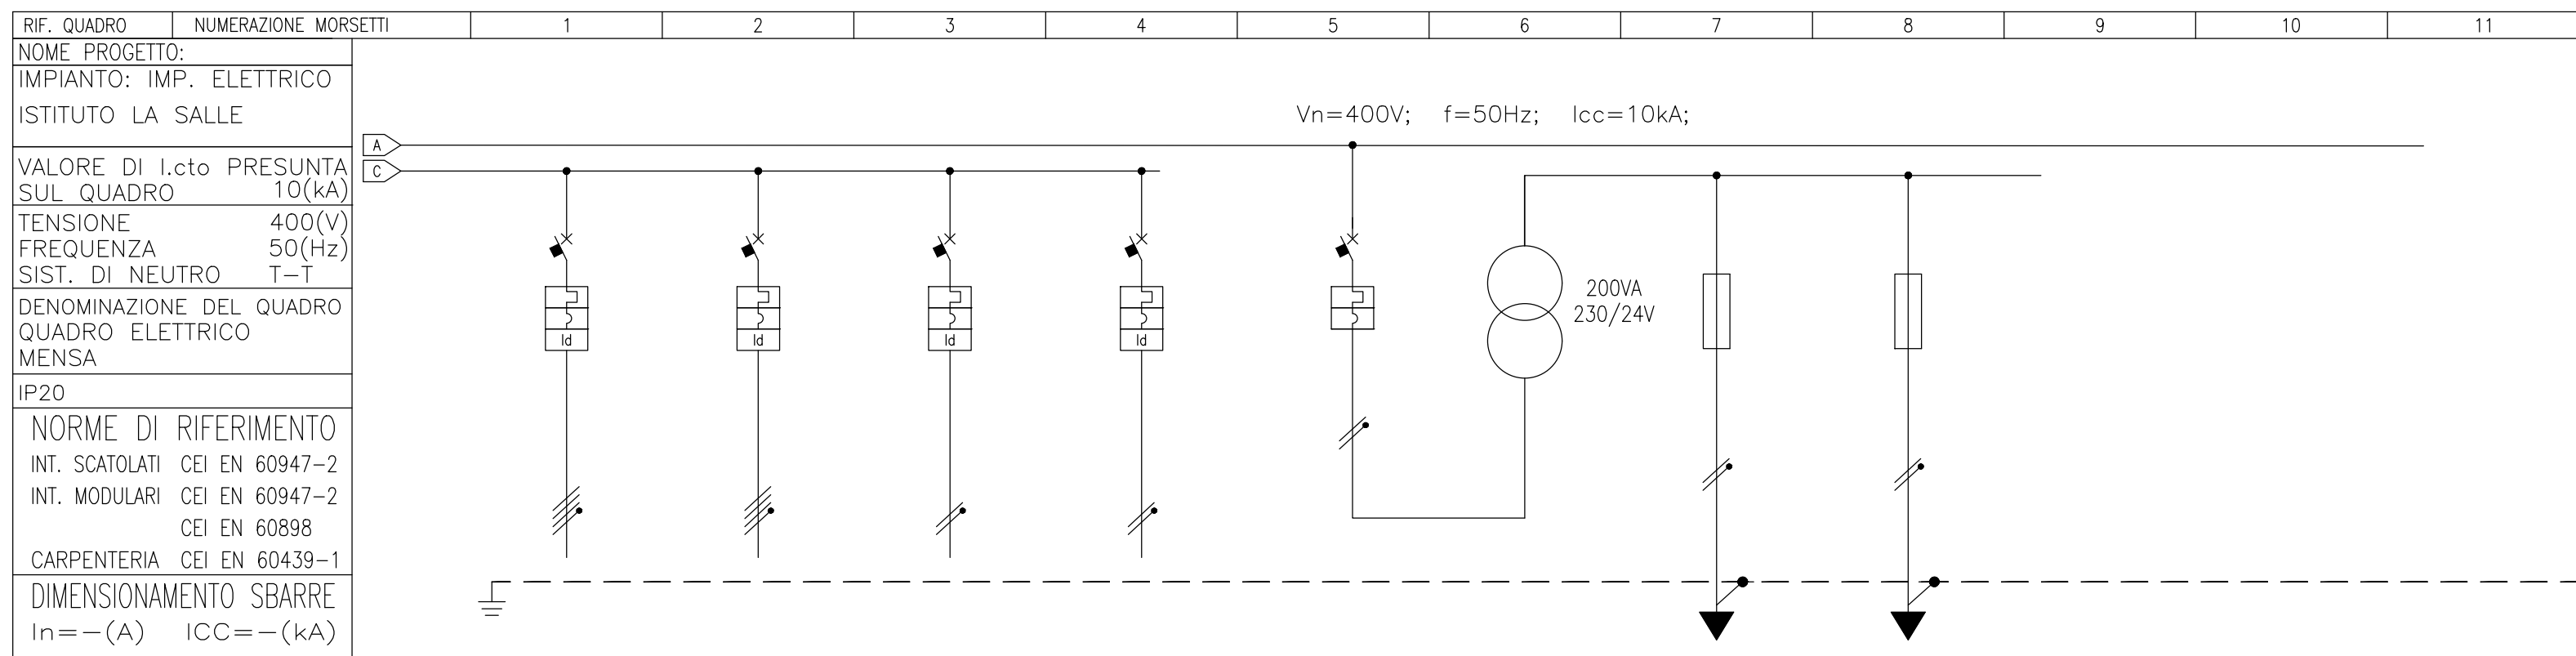 RIF. QUADRO NUMERAZIONE MORSETTI 1 2 3 4 5 6 7 8 9 10 11
NOME PROGETTO:
IMPIANTO: IMP. ELETTRICO
ISTITUTO LA SALLE
VALORE DI I.cto PRESUNTA
SUL QUADRO 10(kA)
TENSIONE 400(V)
FREQUENZA 50(Hz)
SIST. DI NEUTRO T-T
DENOMINAZIONE DEL QUADRO
QUADRO ELETTRICO
MENSA
IP20
NORME DI RIFERIMENTO
INT. SCATOLATI CEI EN 60947-2
INT. MODULARI CEI EN 60947-2
CEI EN 60898
CARPENTERIA CEI EN 60439-1
DIMENSIONAMENTO SBARRE
In=-(A) ICC=-(kA)
Vn=400V; f=50Hz; Icc=10kA;
A
C
Id Id Id Id
200VA
230/24V